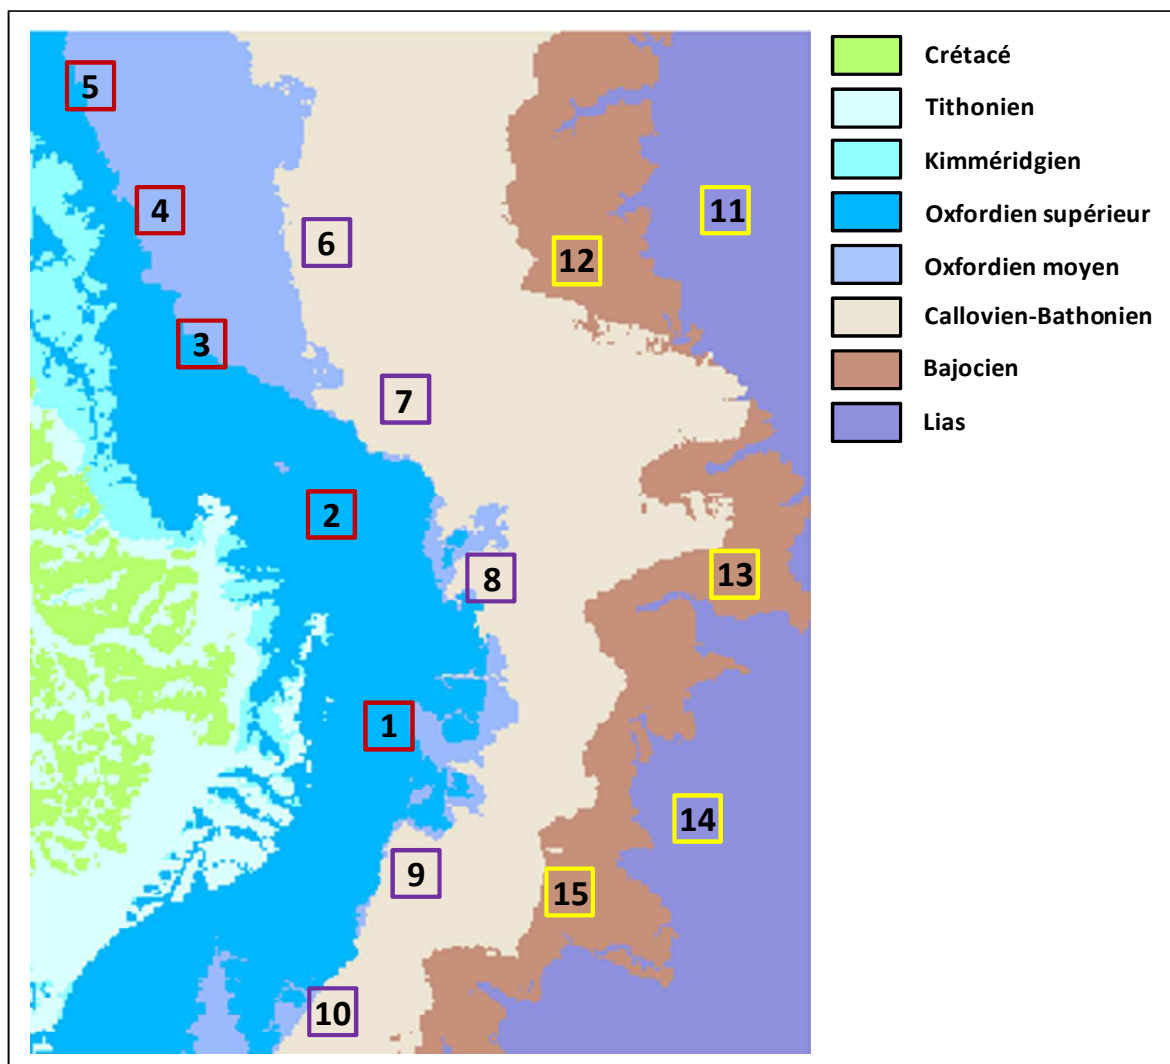 5
4
3
2
1
6
7
8
9
10
11
12
13
14
15
Crétacé
Tithonien
Kimméridgien
Oxfordien supérieur
Oxfordien moyen
Callovien-Bathonien
Bajocien
Lias